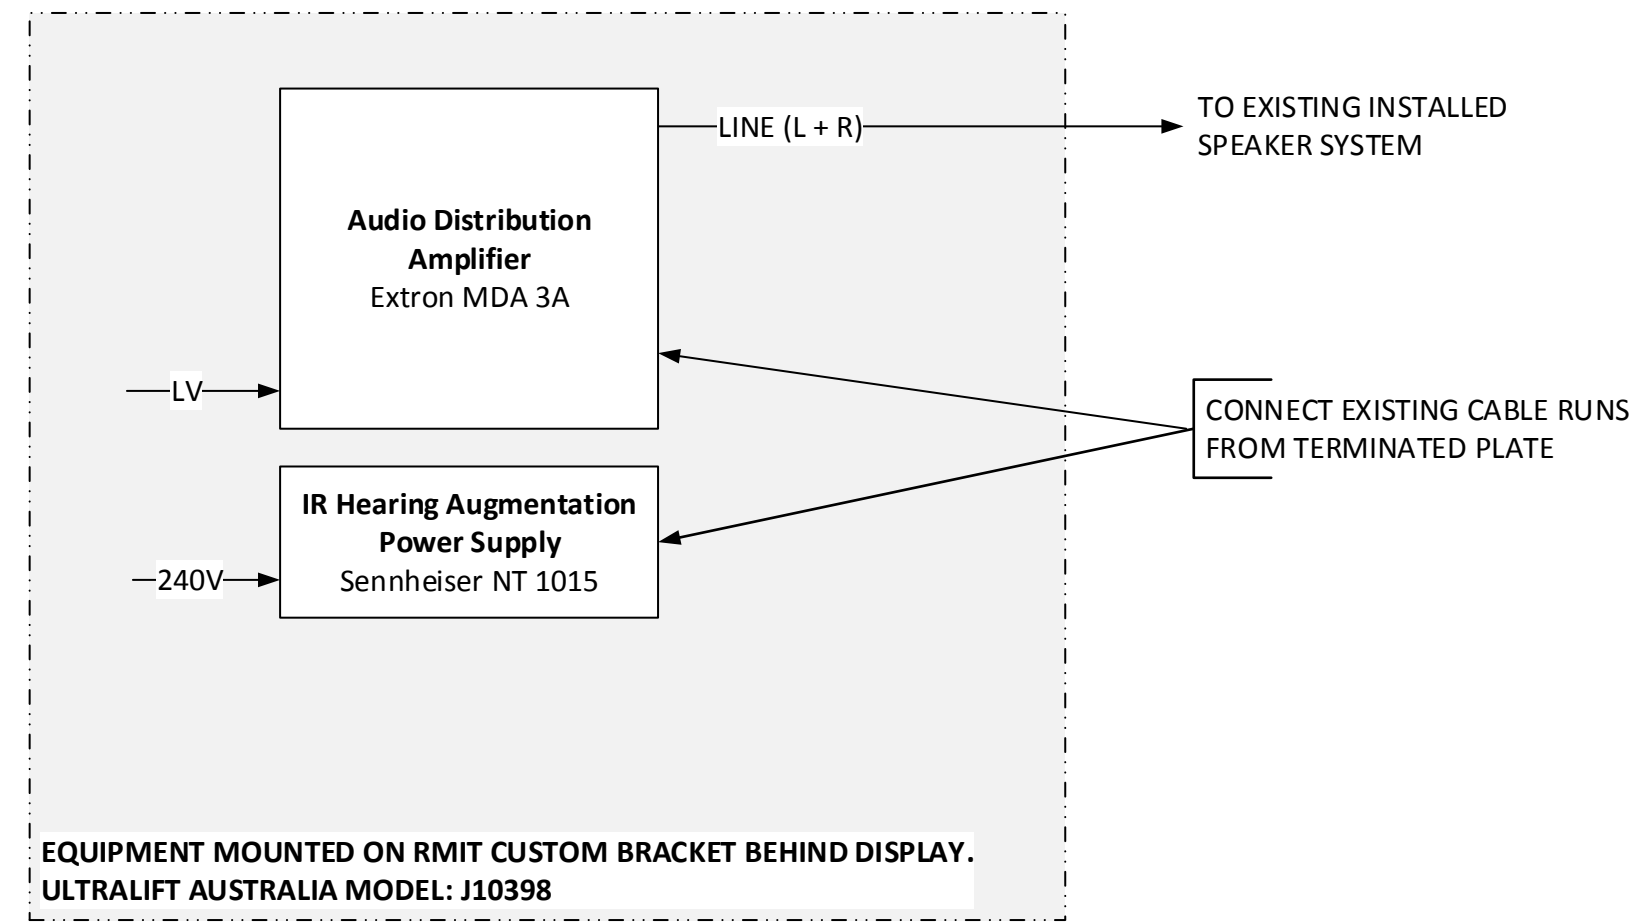 LINE (L + R)
TO EXISTING INSTALLED
SPEAKER SYSTEM
Audio Distribution
Amplifier
Extron MDA 3A
LV
CONNECT EXISTING CABLE RUNS
FROM TERMINATED PLATE
IR Hearing Augmentation
Power Supply
Sennheiser NT 1015
240V
EQUIPMENT MOUNTED ON RMIT CUSTOM BRACKET BEHIND DISPLAY.
ULTRALIFT AUSTRALIA MODEL: J10398